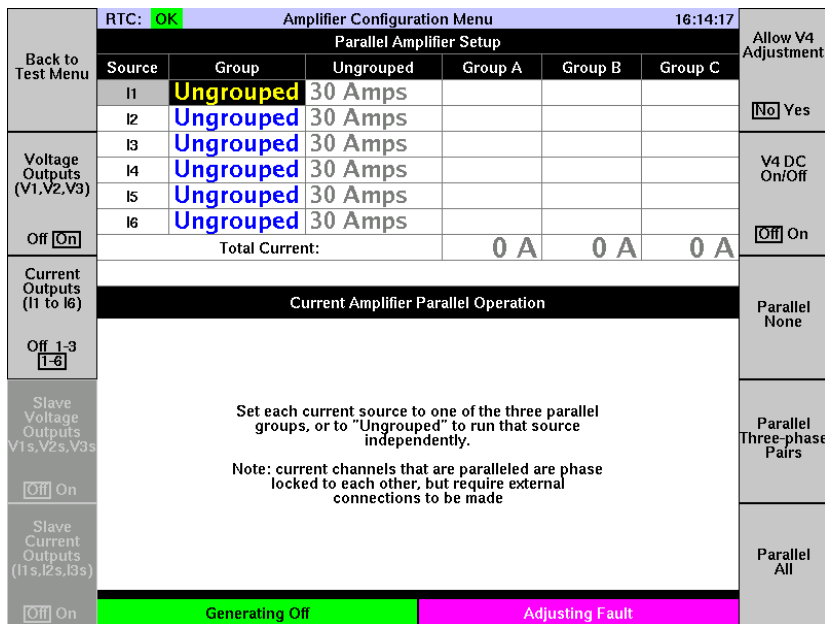 RTC: OK Amplifier Configuration Menu 16:14:17
Back to
Test Menu
Voltage
Outputs
(V1,V2,V3)
Off On
Current
Outputs
(I1 to I6)
Off 1-3
1-6
Slave
Voltage
Outputs
V1s,V2s,V3s
Off On
Slave
Current
Outputs
(I1s,I2s,I3s)
Off On
Parallel Amplifier Setup
Source Group Ungrouped Group A Group B Group C
I1 Ungrouped 30 Amps
I2 Ungrouped 30 Amps
I3 Ungrouped 30 Amps
I4 Ungrouped 30 Amps
I5 Ungrouped 30 Amps
I6 Ungrouped 30 Amps
Total Current: 0 A 0 A 0 A
Current Amplifier Parallel Operation
Set each current source to one of the three parallel
groups, or to "Ungrouped" to run that source
independently.
Note: current channels that are paralleled are phase
locked to each other, but require external
connections to be made
Generating Off Adjusting Fault
Allow V4
Adjustment
No Yes
V4 DC
On/Off
Off On
Parallel
None
Parallel
Three-phase
Pairs
Parallel
All